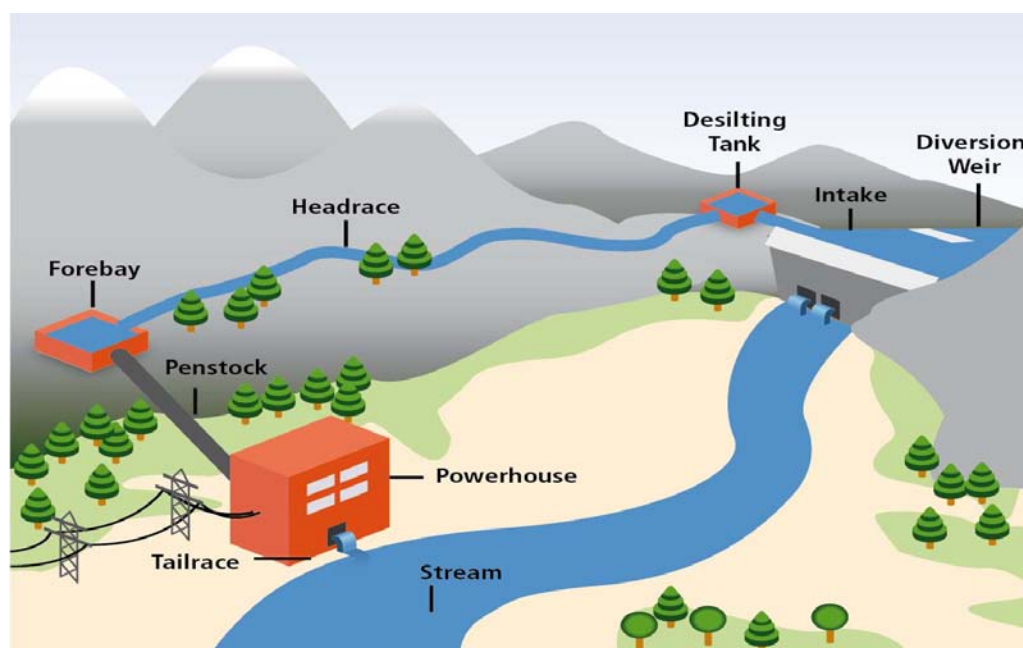 Desilting
Tank
Diversion
Weir
Intake
Headrace
Forebay
Penstock
Powerhouse
Tailrace
Stream